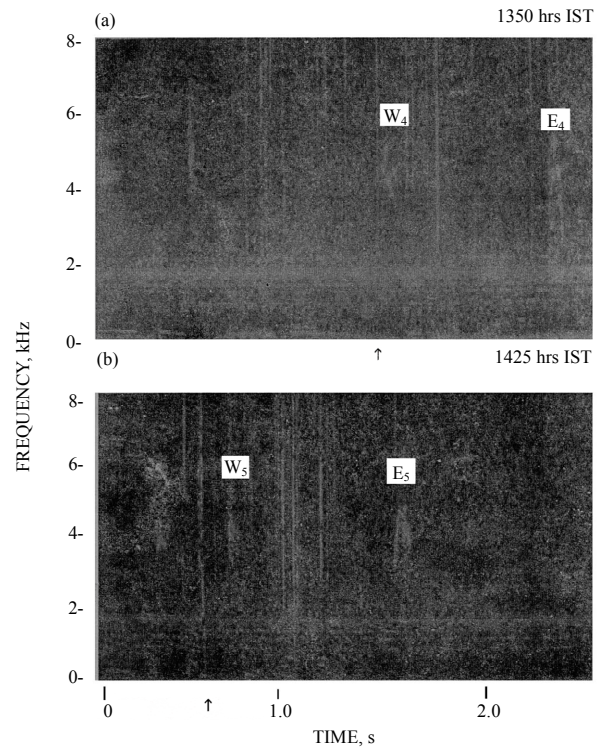 (a) 1350 hrs IST
8-
6-
W₄ E₄
4-
2-
0-
↑
(b) 1425 hrs IST
8-
6-
W₅ E₅
4-
2-
0-
0 1.0 2.0
↑
TIME, s
FREQUENCY, kHz